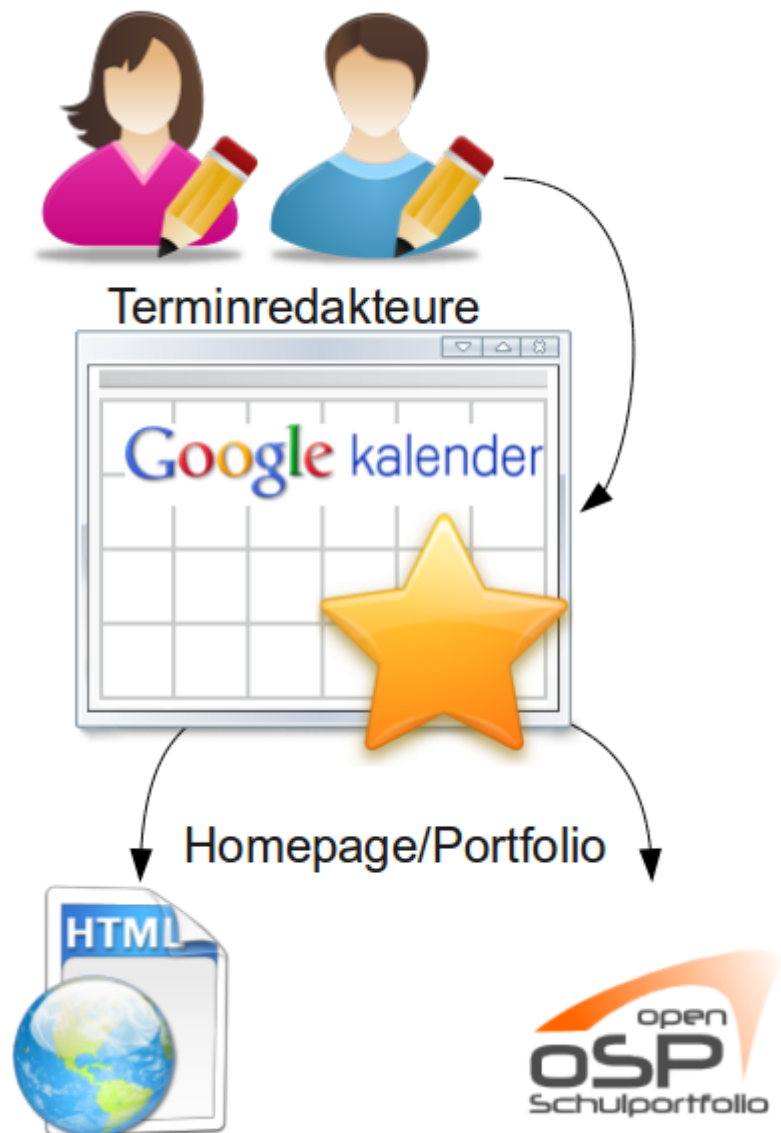 Terminredakteure
Google kalender
Homepage/Portfolio
HTML
open
oSP
Schulportfolio